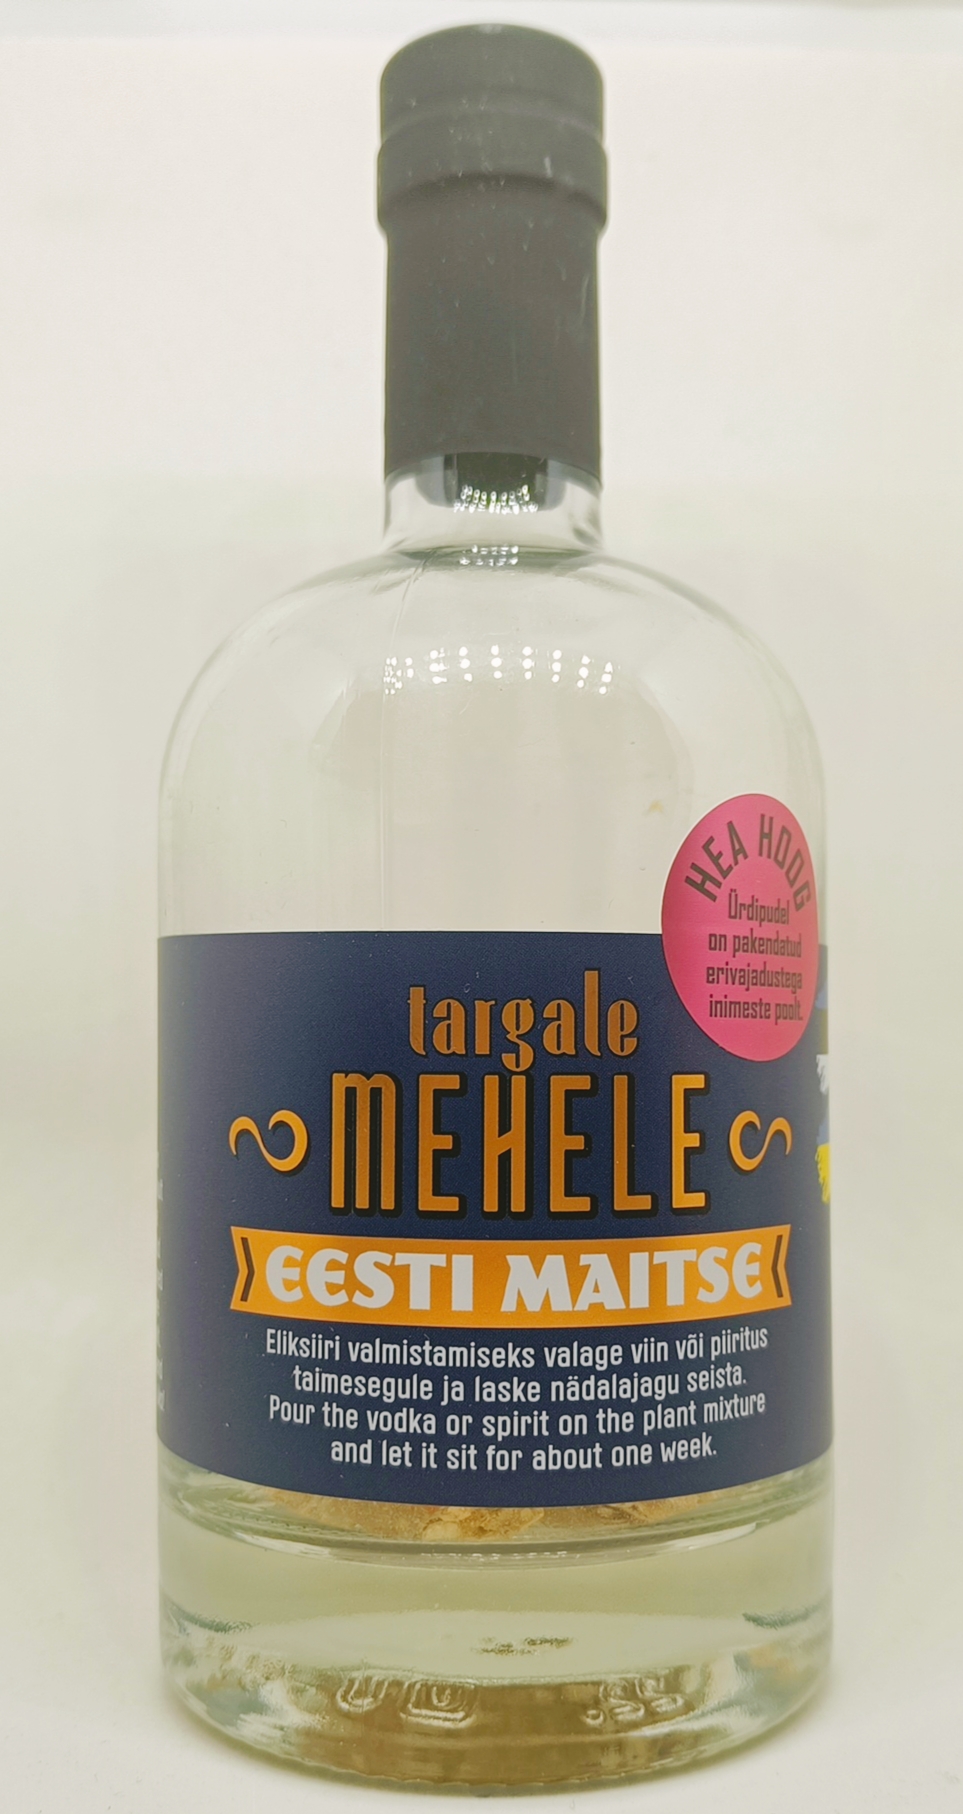 HEA HOOG
Ürdipudel
on pakendatud
erivajadustega
inimeste poolt.
targale
MEHELE
EESTI MAITSE
Eliksiiri valmistamiseks valage viin või piiritus
taimesegule ja laske nädalajagu seista.
Pour the vodka or spirit on the plant mixture
and let it sit for about one week.